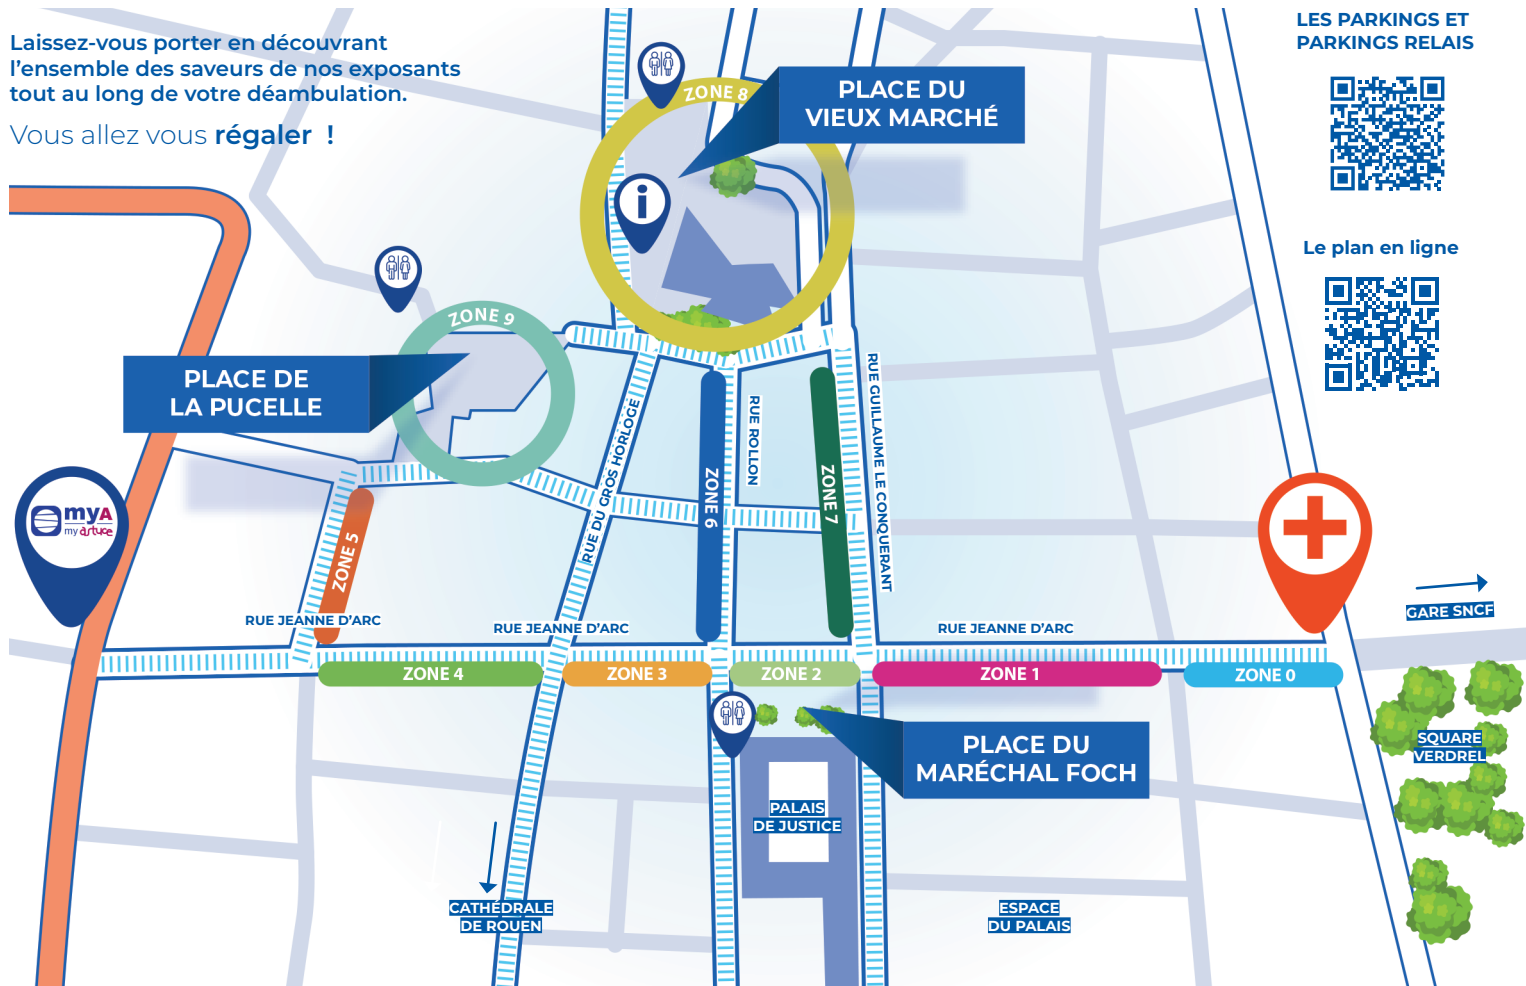 Laissez-vous porter en découvrant
l'ensemble des saveurs de nos exposants
tout au long de votre déambulation.
Vous allez vous régaler !
LES PARKINGS ET
PARKINGS RELAIS
Le plan en ligne
ZONE 8
PLACE DU
VIEUX MARCHÉ
i
ZONE 9
PLACE DE
LA PUCELLE
RUE DU GROS HORLOGE
ZONE 6
RUE ROLLON
ZONE 7
RUE GUILLAUME LE CONQUERANT
myA
my astuce
ZONE 5
RUE JEANNE D'ARC
RUE JEANNE D'ARC
RUE JEANNE D'ARC
GARE SNCF
ZONE 4
ZONE 3
ZONE 2
ZONE 1
ZONE 0
PLACE DU
MARÉCHAL FOCH
SQUARE
VERDREL
PALAIS
DE JUSTICE
CATHÉDRALE
DE ROUEN
ESPACE
DU PALAIS